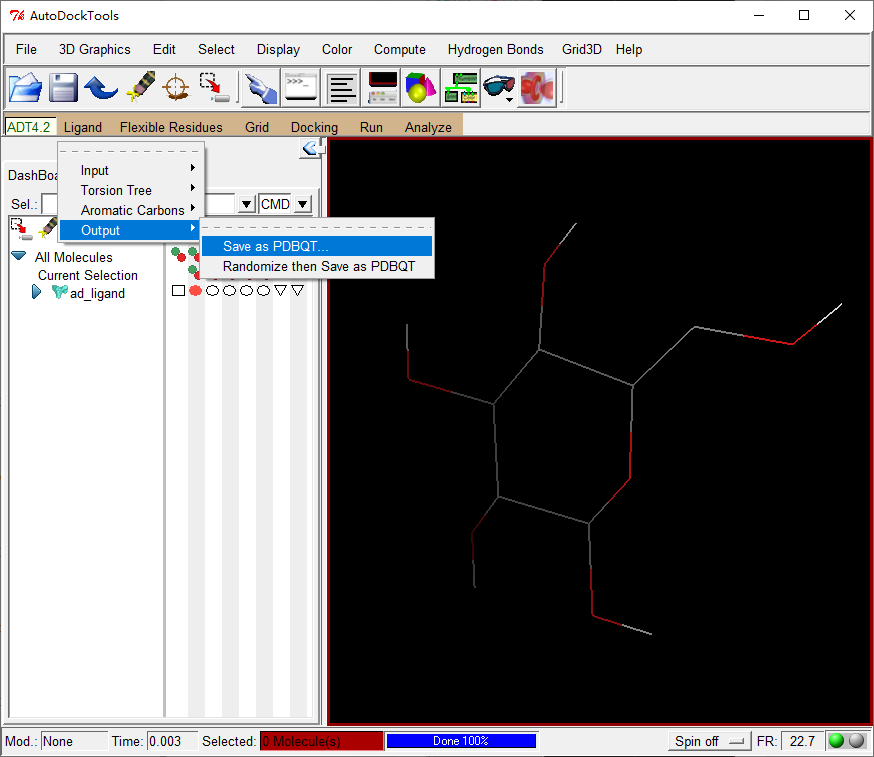 AutoDockTools
File 3D Graphics Edit Select Display Color Compute Hydrogen Bonds Grid3D Help
>>>
ADT4.2 Ligand Flexible Residues Grid Docking Run Analyze
Input
DashBoa
Torsion Tree
Sel.: Aromatic Carbons CMD
Output
Save as PDBQT...
All Molecules
Randomize then Save as PDBQT
Current Selection
ad_ligand
Mod.: None Time: 0.003 Selected: 0 Molecule(s) Done 100% Spin off FR: 22.7